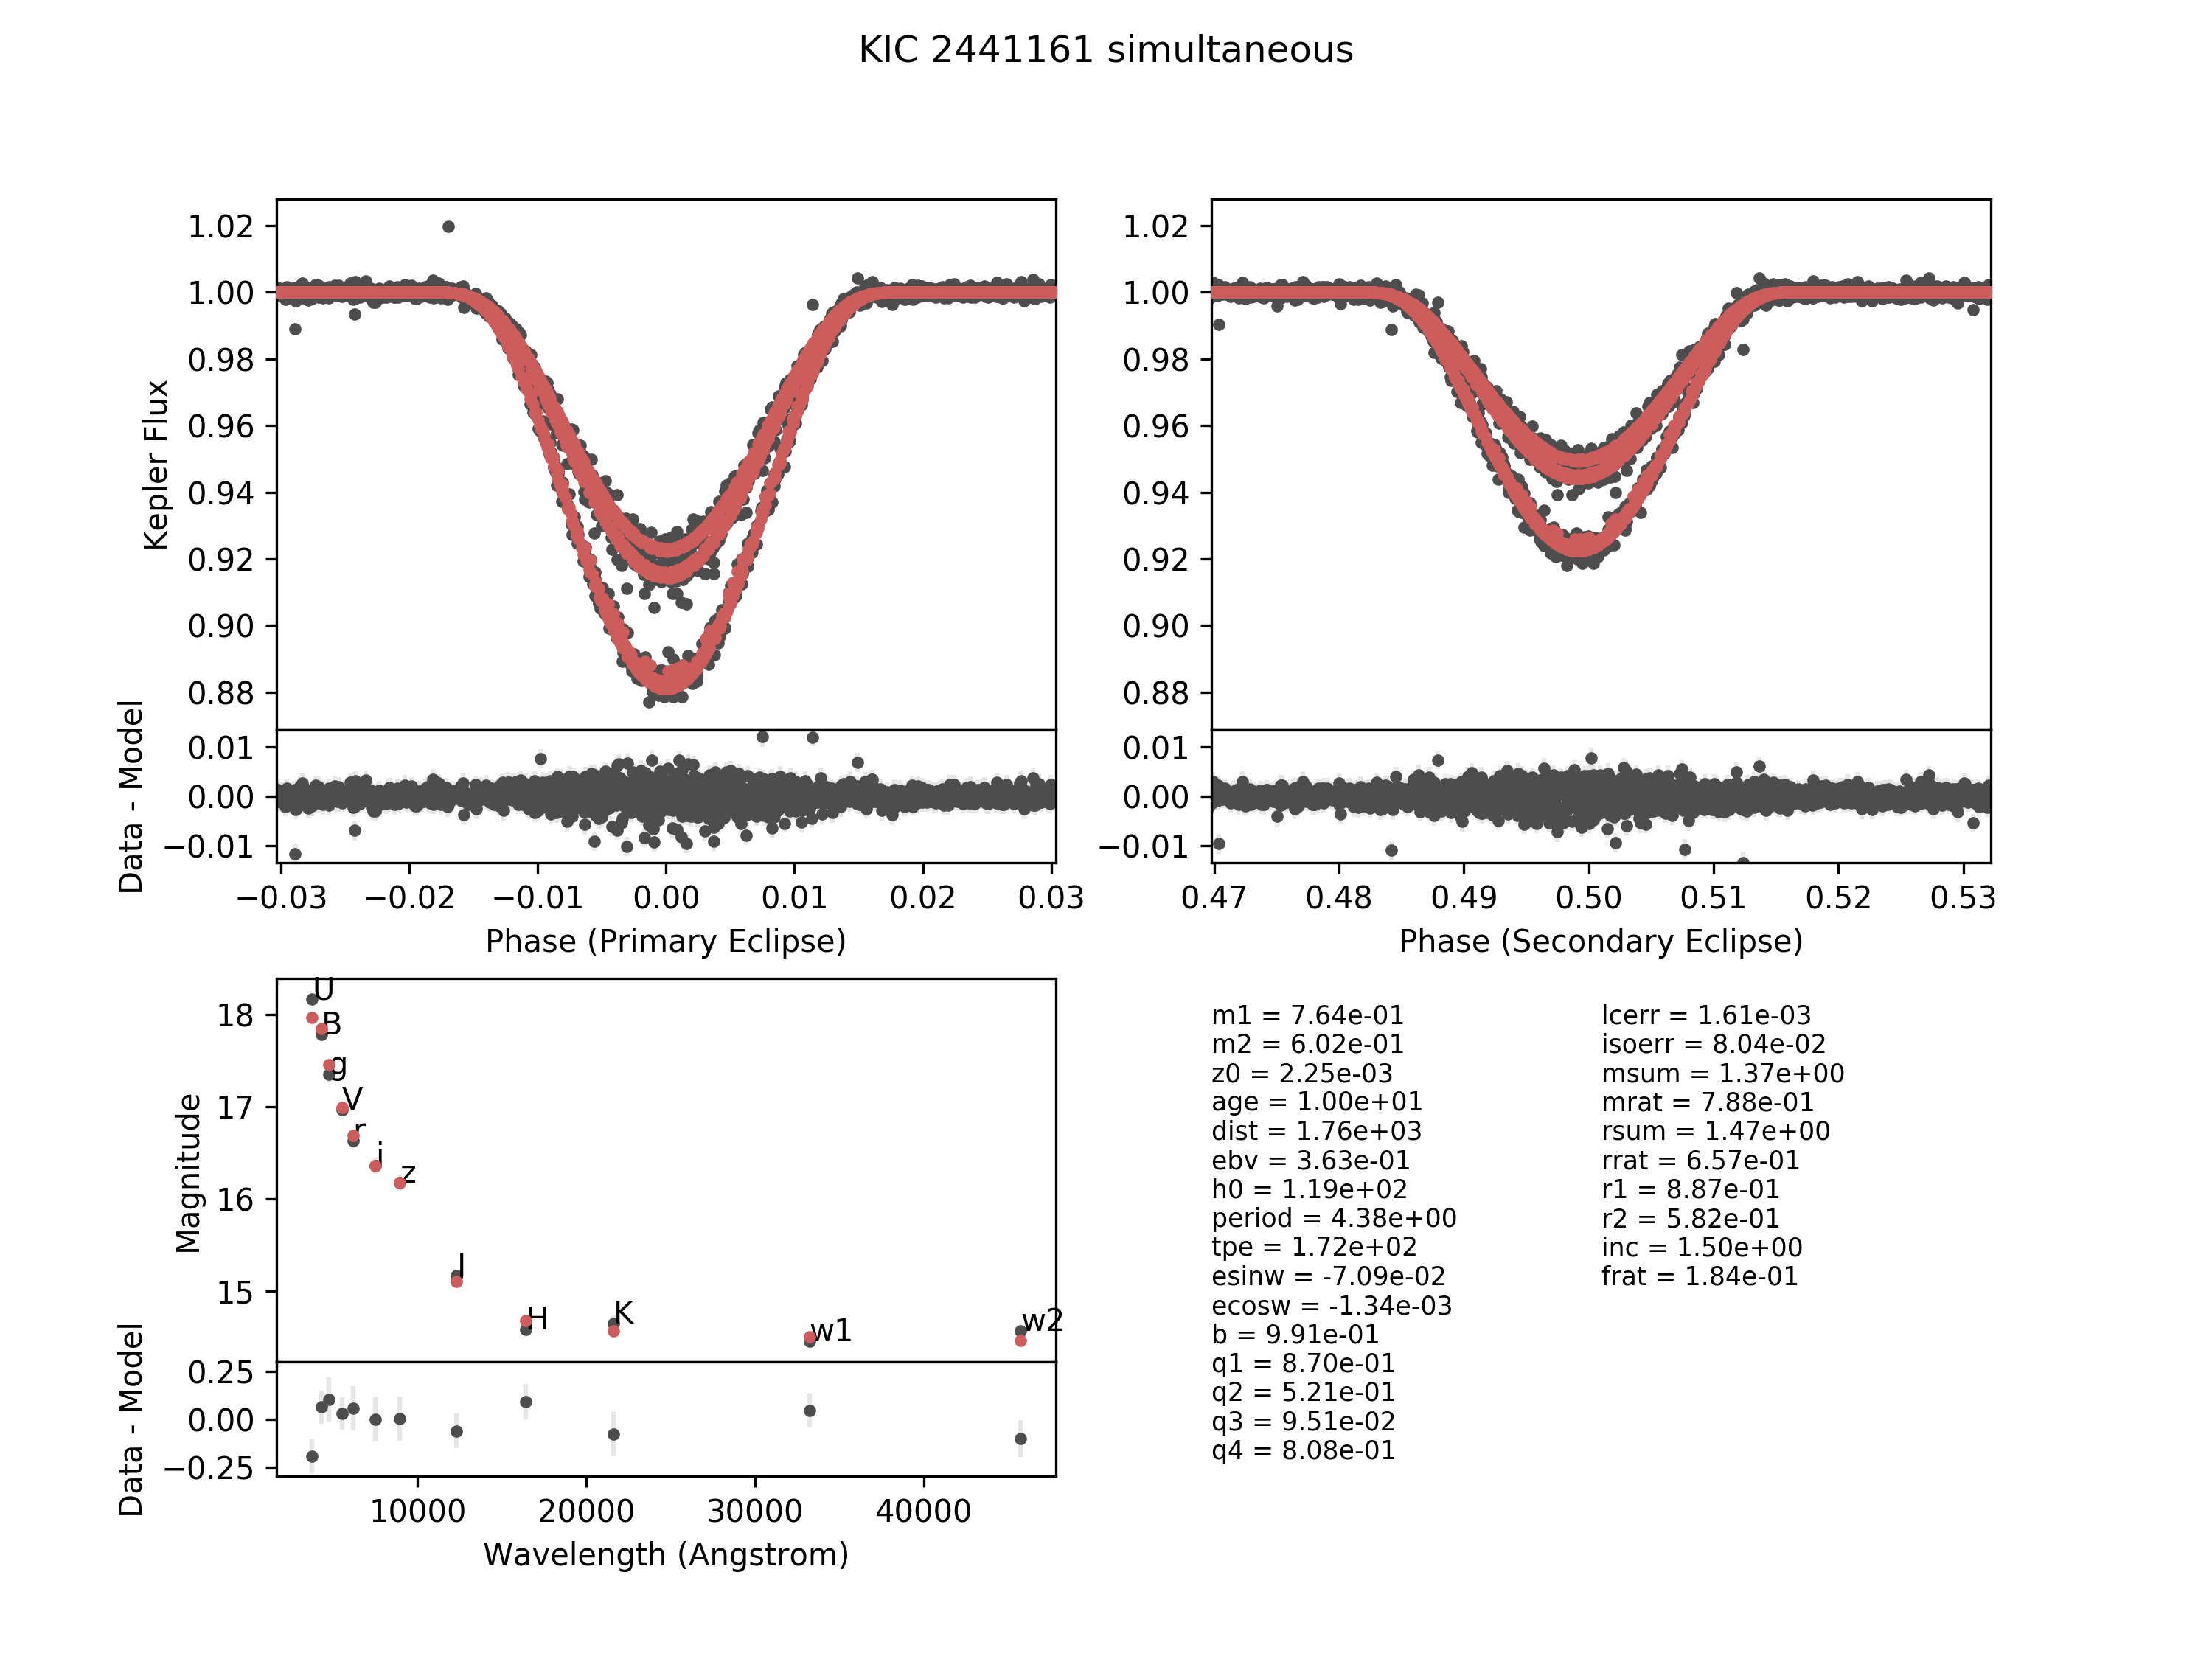 KIC 2441161 simultaneous
1.02
1.00
0.98
0.96
0.94
0.92
0.90
0.88
Kepler Flux
0.01
0.00
−0.01
Data - Model
−0.03 −0.02 −0.01 0.00 0.01 0.02 0.03
Phase (Primary Eclipse)
1.02
1.00
0.98
0.96
0.94
0.92
0.90
0.88
0.01
0.00
−0.01
0.47 0.48 0.49 0.50 0.51 0.52 0.53
Phase (Secondary Eclipse)
18
17
16
15
Magnitude
U
B
g
V
r
i
z
J
H
K
w1
w2
0.25
0.00
−0.25
Data - Model
10000 20000 30000 40000
Wavelength (Angstrom)
m1 = 7.64e-01
m2 = 6.02e-01
z0 = 2.25e-03
age = 1.00e+01
dist = 1.76e+03
ebv = 3.63e-01
h0 = 1.19e+02
period = 4.38e+00
tpe = 1.72e+02
esinw = -7.09e-02
ecosw = -1.34e-03
b = 9.91e-01
q1 = 8.70e-01
q2 = 5.21e-01
q3 = 9.51e-02
q4 = 8.08e-01
lcerr = 1.61e-03
isoerr = 8.04e-02
msum = 1.37e+00
mrat = 7.88e-01
rsum = 1.47e+00
rrat = 6.57e-01
r1 = 8.87e-01
r2 = 5.82e-01
inc = 1.50e+00
frat = 1.84e-01